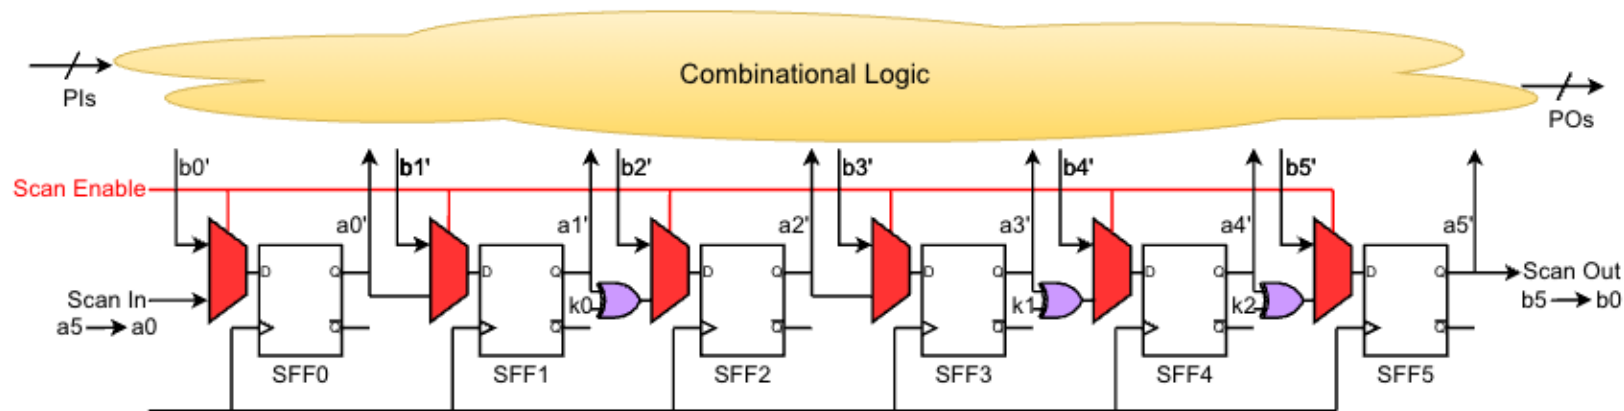 Combinational Logic
PIs
POs
b0'
b1'
b2'
b3'
b4'
b5'
Scan Enable
a0'
a1'
a2'
a3'
a4'
a5'
D Q
D Q
D Q
D Q
D Q
D Q
Scan In
a5 a0
k0
k1
k2
Scan Out
b5 b0
Q
Q
Q
Q
Q
Q
SFF0
SFF1
SFF2
SFF3
SFF4
SFF5